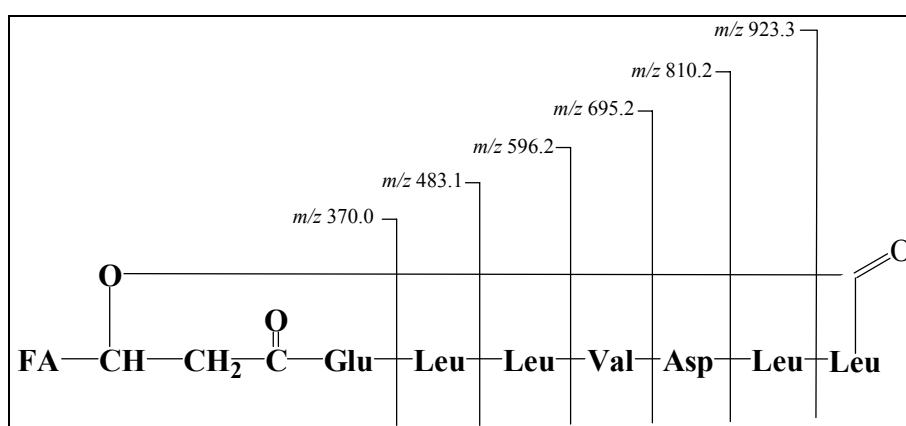 m/z 923.3
m/z 810.2
m/z 695.2
m/z 596.2
m/z 483.1
m/z 370.0
O
O
O
FA CH CH₂ C Glu Leu Leu Val Asp Leu Leu